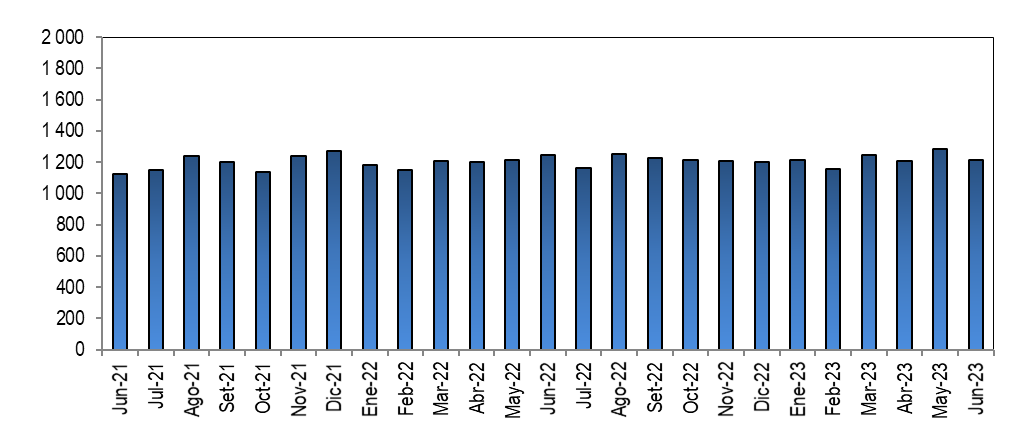 2 000
1 800
1 600
1 400
1 200
1 000
800
600
400
200
0
Jun-21
Jul-21
Ago-21
Set-21
Oct-21
Nov-21
Dic-21
Ene-22
Feb-22
Mar-22
Abr-22
May-22
Jun-22
Jul-22
Ago-22
Set-22
Oct-22
Nov-22
Dic-22
Ene-23
Feb-23
Mar-23
Abr-23
May-23
Jun-23